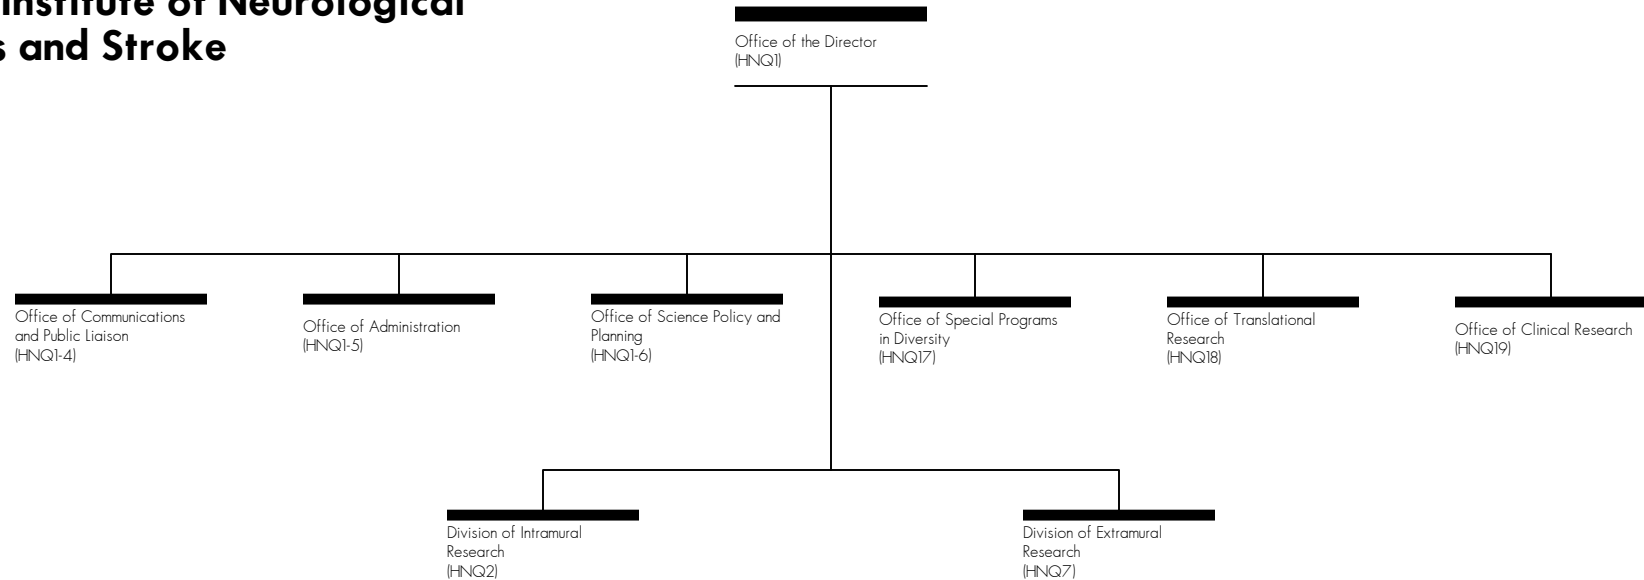 Institute of Neurological
and Stroke
Office of the Director
(HNQ1)
Office of Communications
and Public Liaison
(HNQ1-4)
Office of Administration
(HNQ1-5)
Office of Science Policy and
Planning
(HNQ1-6)
Office of Special Programs
in Diversity
(HNQ17)
Office of Translational
Research
(HNQ18)
Office of Clinical Research
(HNQ19)
Division of Intramural
Research
(HNQ2)
Division of Extramural
Research
(HNQ7)